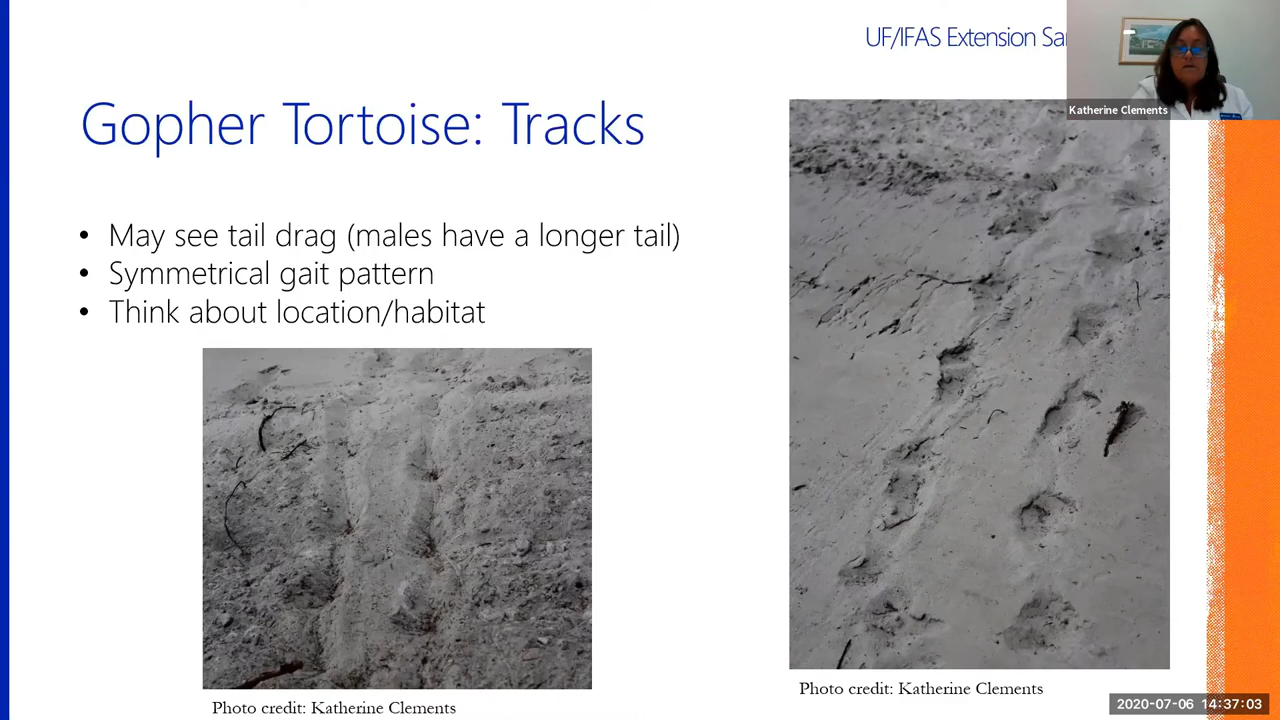 UF/IFAS Extension
Katherine Clements
Gopher Tortoise: Tracks
• May see tail drag (males have a longer tail)
• Symmetrical gait pattern
• Think about location/habitat
Photo credit: Katherine Clements
Photo credit: Katherine Clements
2020-07-06 14:37:03